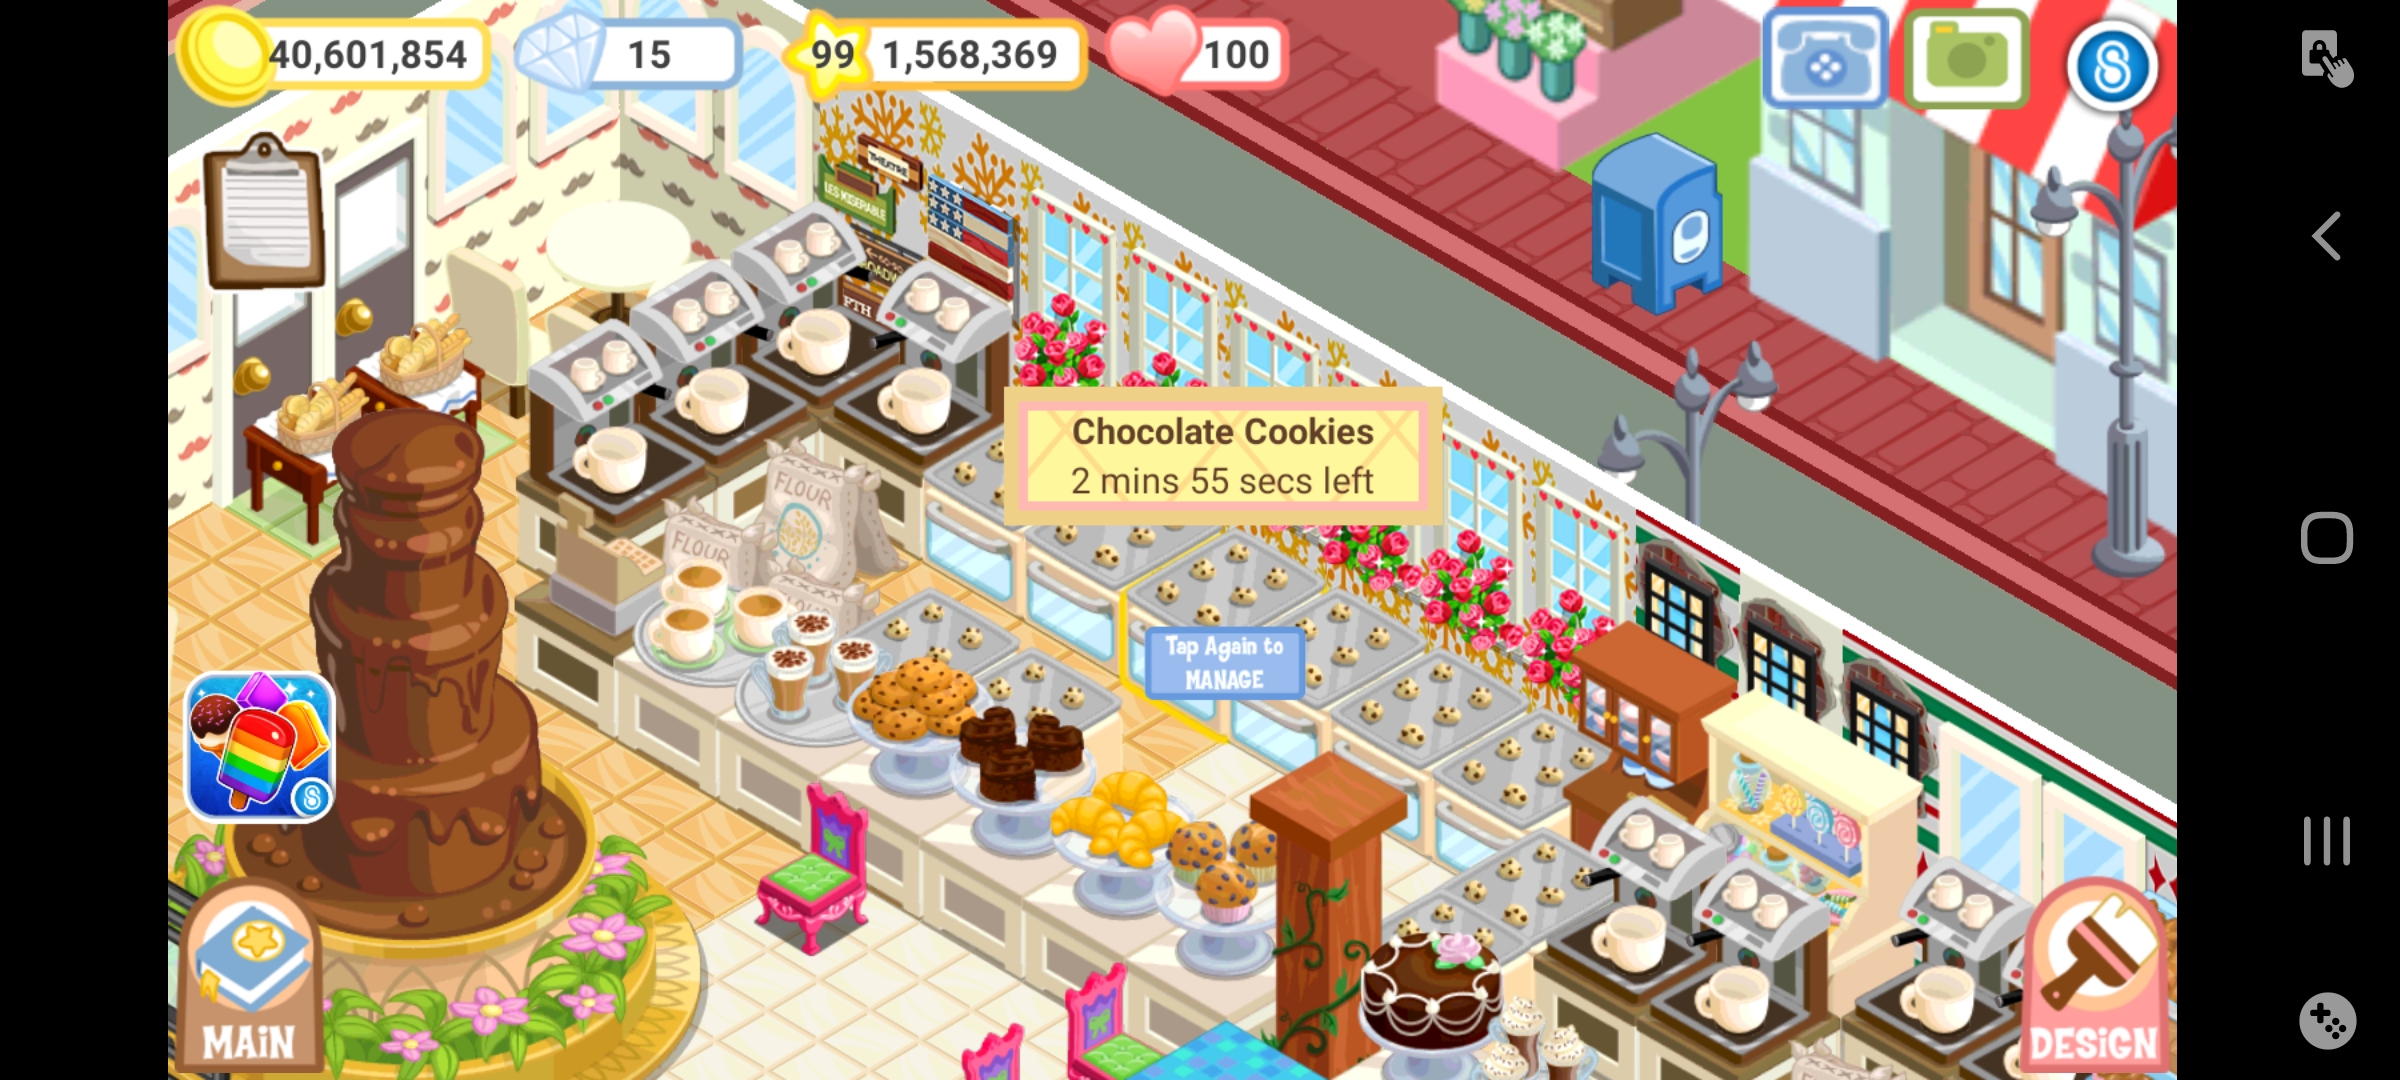 40,601,854
15
99
1,568,369
100
THEATRE
LES MISERABLE
FLOUR
FLOUR
Chocolate Cookies
2 mins 55 secs left
Tap Again to
MANAGE
MAiN
DESiGN